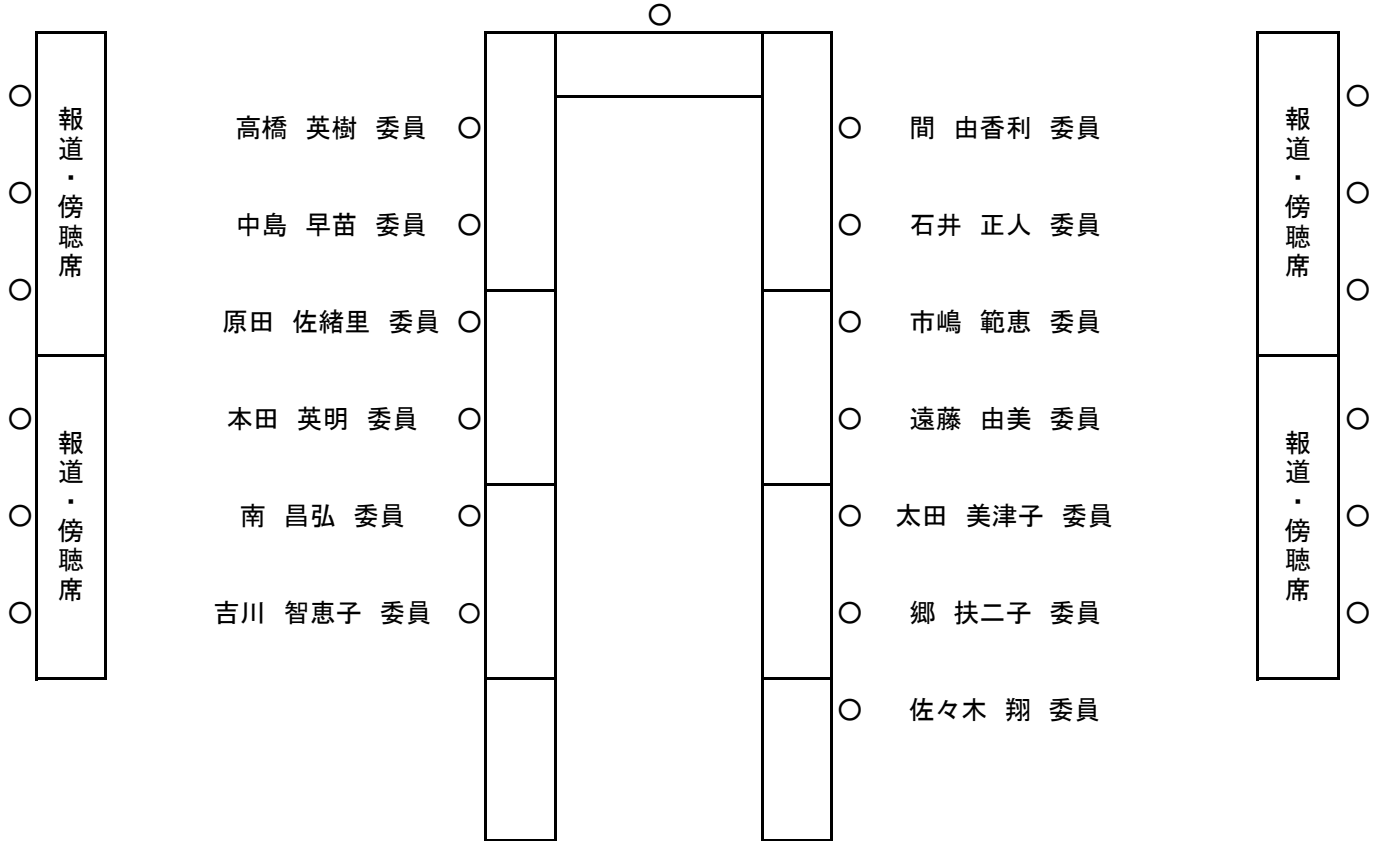 報道・傍聴席
報道・傍聴席
高橋 英樹 委員
中島 早苗 委員
原田 佐緒里 委員
本田 英明 委員
南 昌弘 委員
吉川 智恵子 委員
間 由香利 委員
石井 正人 委員
市嶋 範恵 委員
遠藤 由美 委員
太田 美津子 委員
郷 扶二子 委員
佐々木 翔 委員
報道・傍聴席
報道・傍聴席